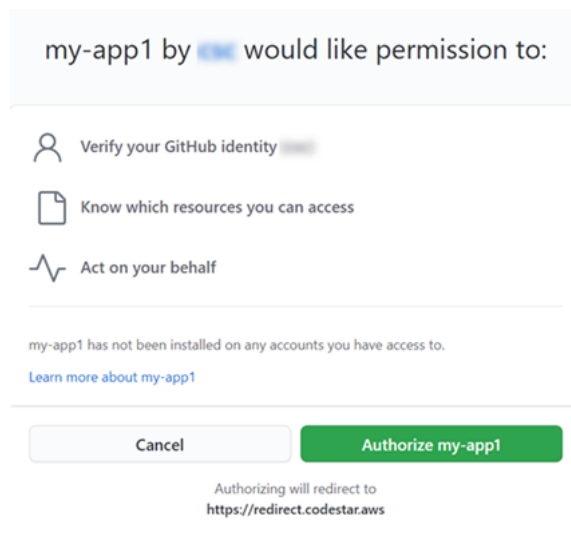 my-app1 by would like permission to:
Verify your GitHub identity
Know which resources you can access
Act on your behalf
my-app1 has not been installed on any accounts you have access to.
Learn more about my-app1
Cancel
Authorize my-app1
Authorizing will redirect to
https://redirect.codestar.aws